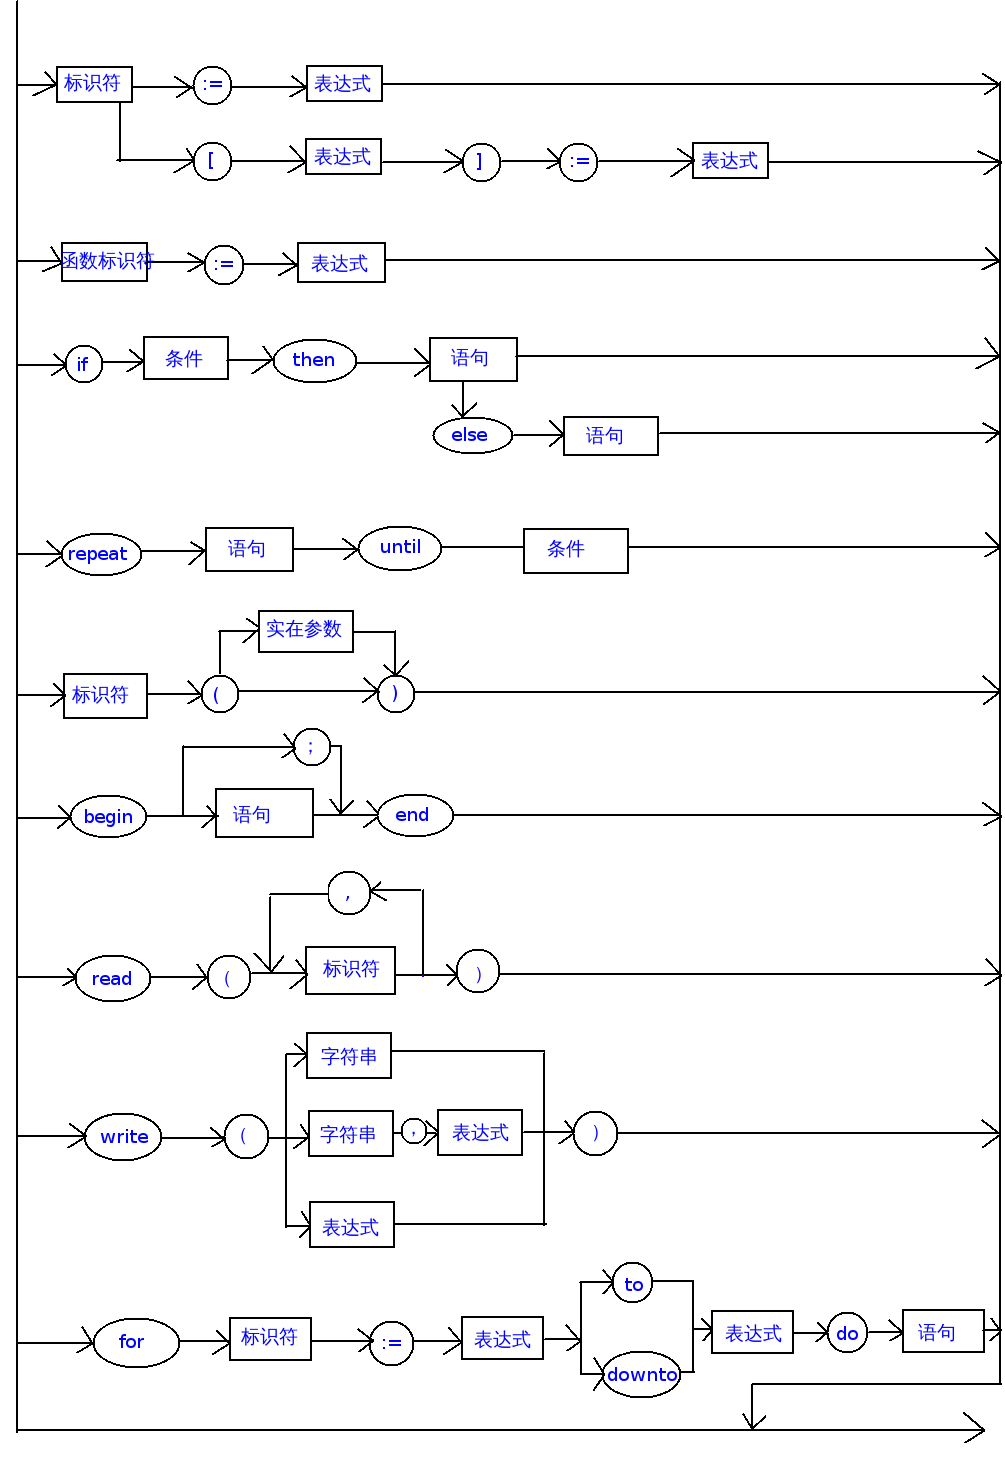 标识符 := 表达式
[ 表达式 ] := 表达式
函数标识符 := 表达式
if 条件 then 语句
else 语句
repeat 语句 until 条件
实在参数
标识符 ( )
;
begin 语句 end
,
read ( 标识符 )
字符串
write ( 字符串 , 表达式 )
表达式
to
for 标识符 := 表达式 表达式 do 语句
downto